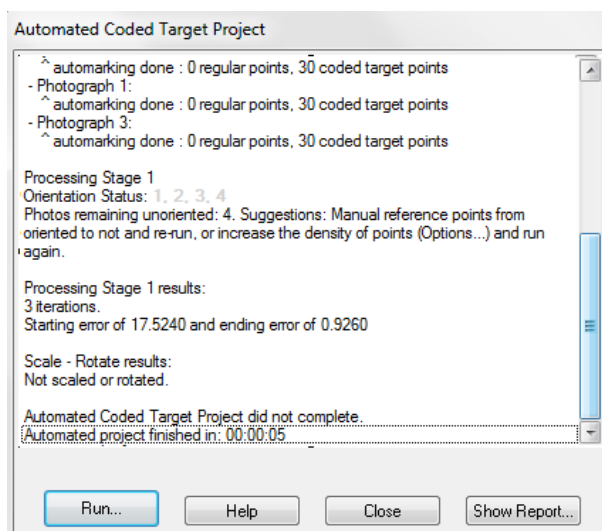 Automated Coded Target Project
^ automarking done : 0 regular points, 30 coded target points
- Photograph 1:
^ automarking done : 0 regular points, 30 coded target points
- Photograph 3:
^ automarking done : 0 regular points, 30 coded target points
Processing Stage 1
Orientation Status: 1, 2, 3, 4
Photos remaining unoriented: 4. Suggestions: Manual reference points from
oriented to not and re-run, or increase the density of points (Options...) and run
again.
Processing Stage 1 results:
3 iterations.
Starting error of 17.5240 and ending error of 0.9260
Scale - Rotate results:
Not scaled or rotated.
Automated Coded Target Project did not complete.
Automated project finished in: 00:00:05
Run... Help Close Show Report...